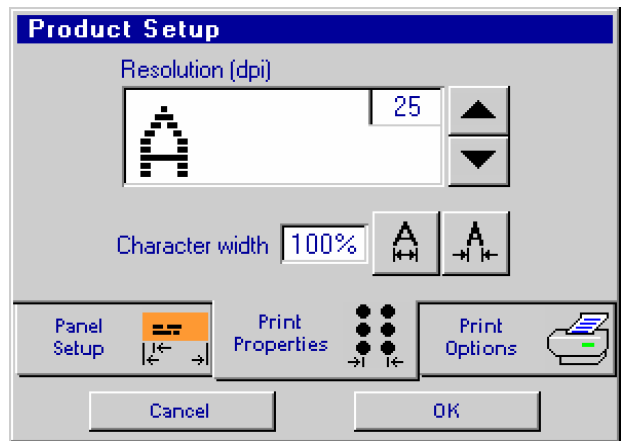 Product Setup
Resolution (dpi)
A
25
Character width 100% A A
Panel Setup
Print Properties
Print Options
Cancel
OK